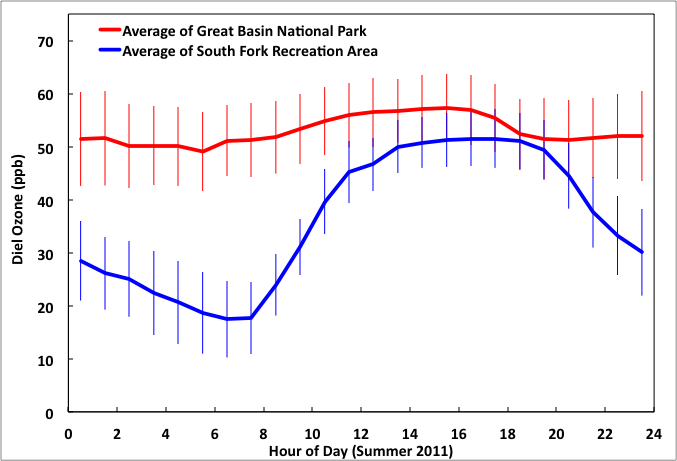 Average of Great Basin National Park
Average of South Fork Recreation Area
Diel Ozone (ppb)
70
60
50
40
30
20
10
0
0 2 4 6 8 10 12 14 16 18 20 22 24
Hour of Day (Summer 2011)